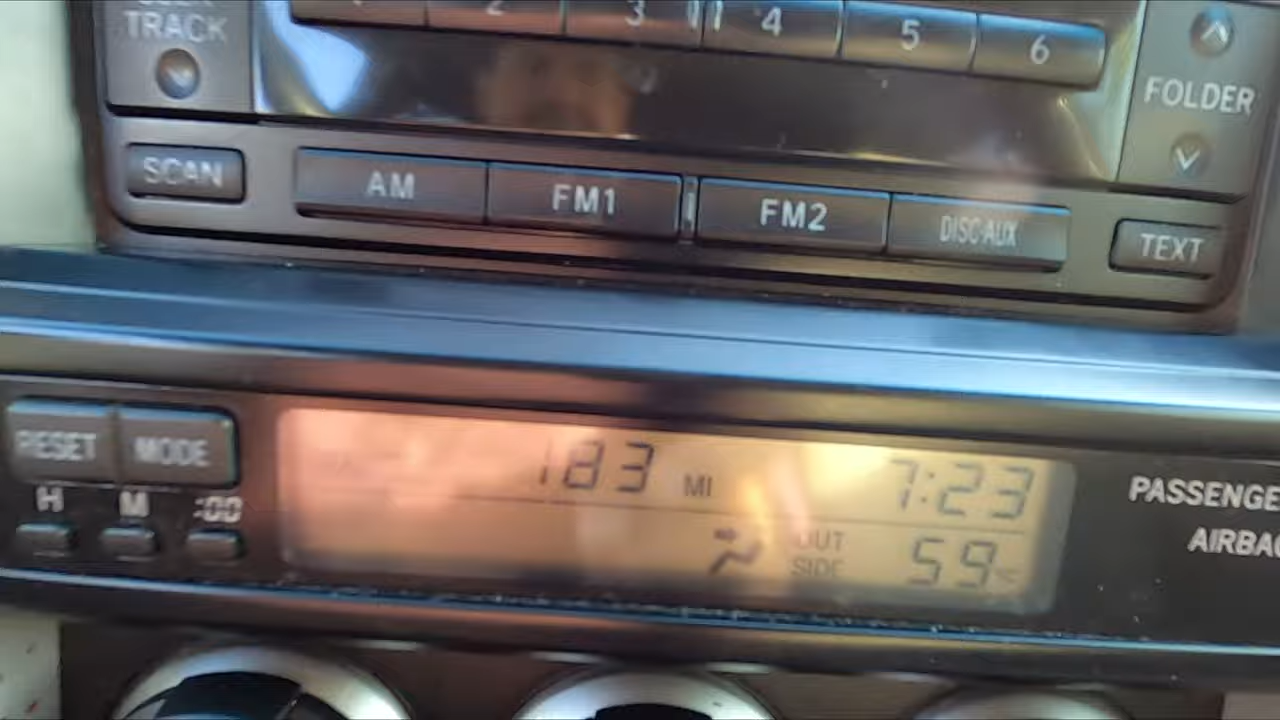 TRACK
2 3 4 5 6
FOLDER
SCAN AM FM1 FM2 DISC·AUX TEXT
RESET MODE
H M :00
183 MI 7:23
OUT
SIDE 59
PASSENGE
AIRBAG